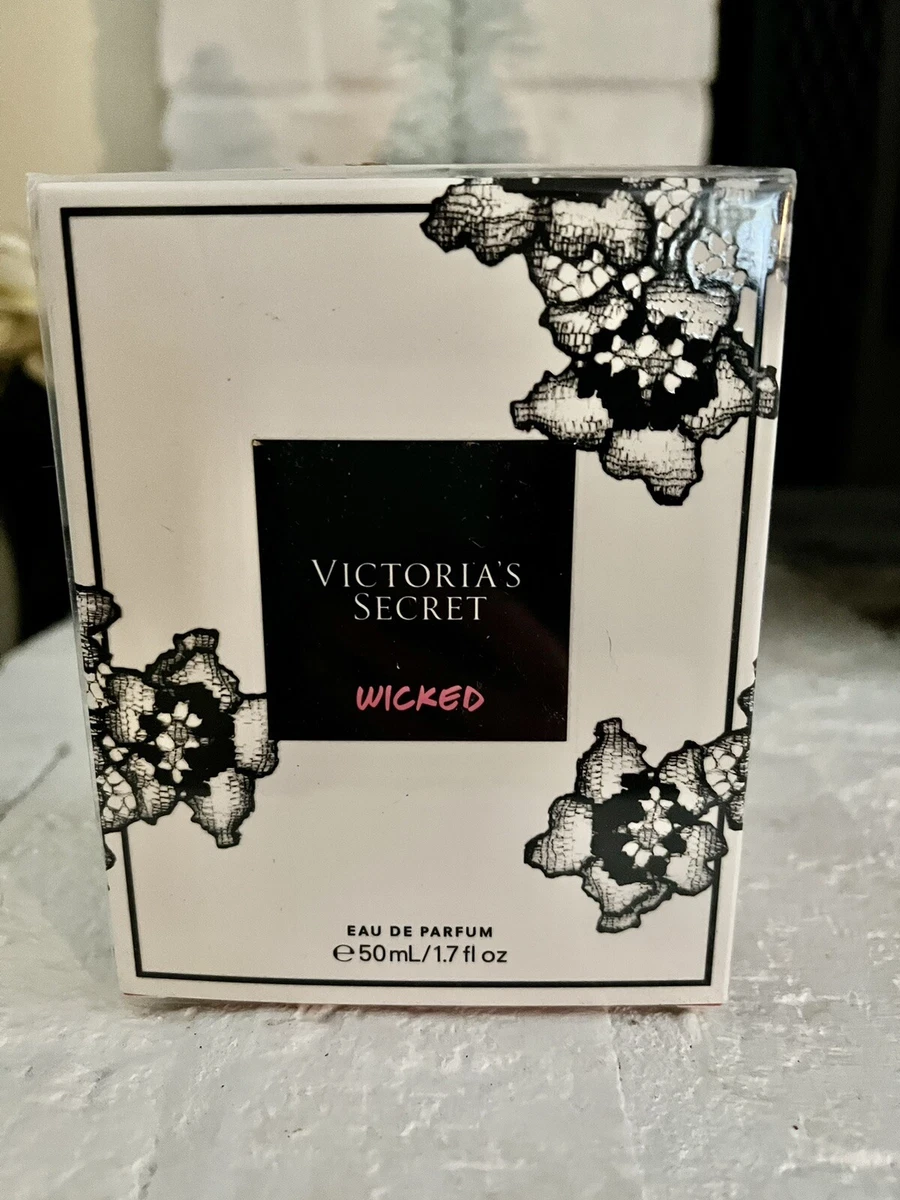 VICTORIA'S
SECRET
WICKED
EAU DE PARFUM
℮50mL/1.7 fl oz